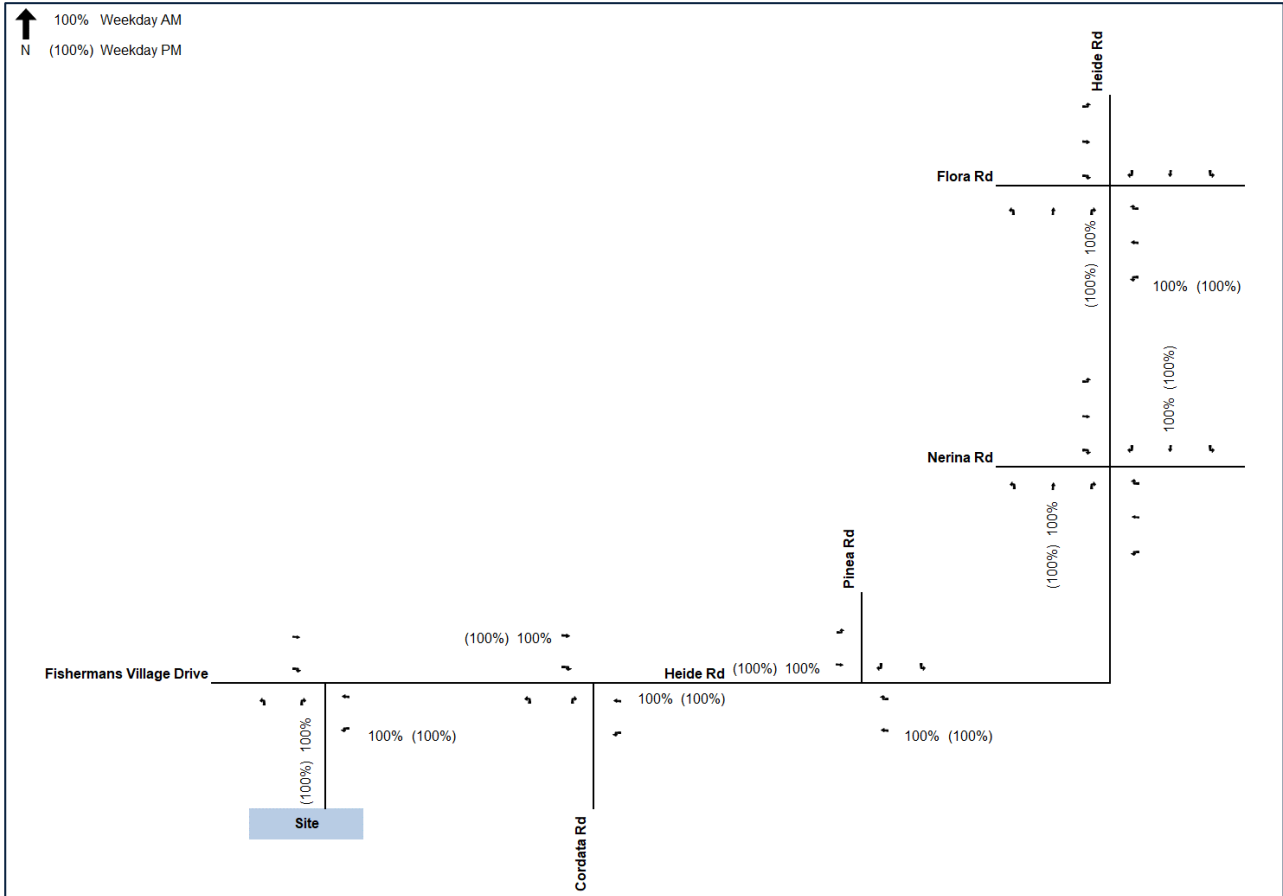 100% Weekday AM
N (100%) Weekday PM
Heide Rd
Flora Rd
(100%) 100%
100% (100%)
100% (100%)
Nerina Rd
(100%) 100%
Pinea Rd
(100%) 100%
Fishermans Village Drive
Heide Rd
(100%) 100%
100% (100%)
(100%) 100%
100% (100%)
100% (100%)
Site
Cordata Rd